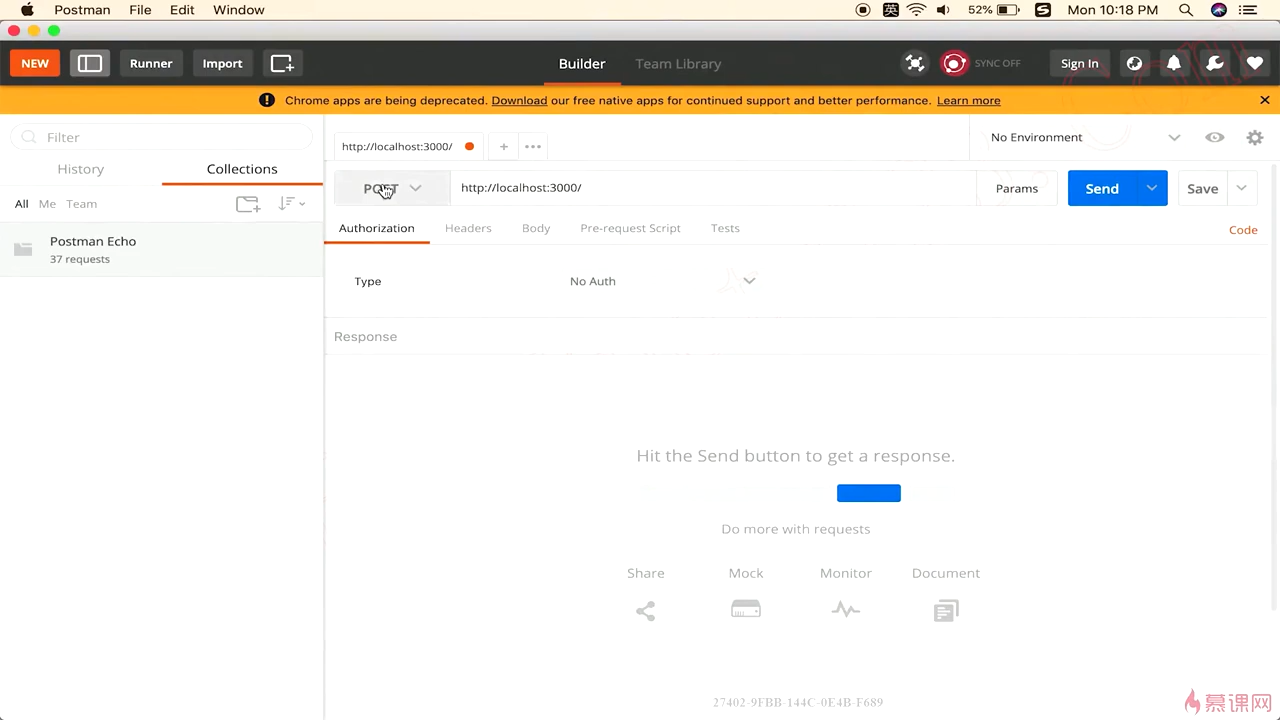 Postman File Edit Window 英 52% S Mon 10:18 PM
NEW Runner Import Builder Team Library SYNC OFF Sign In
Chrome apps are being deprecated. Download our free native apps for continued support and better performance. Learn more
Filter
History Collections
All Me Team
Postman Echo
37 requests
http://localhost:3000/
No Environment
POST http://localhost:3000/ Params Send Save
Authorization Headers Body Pre-request Script Tests Code
Type No Auth
Response
Hit the Send button to get a response.
Do more with requests
Share Mock Monitor Document
27402-9FBB-144C-0E4B-F689
慕课网